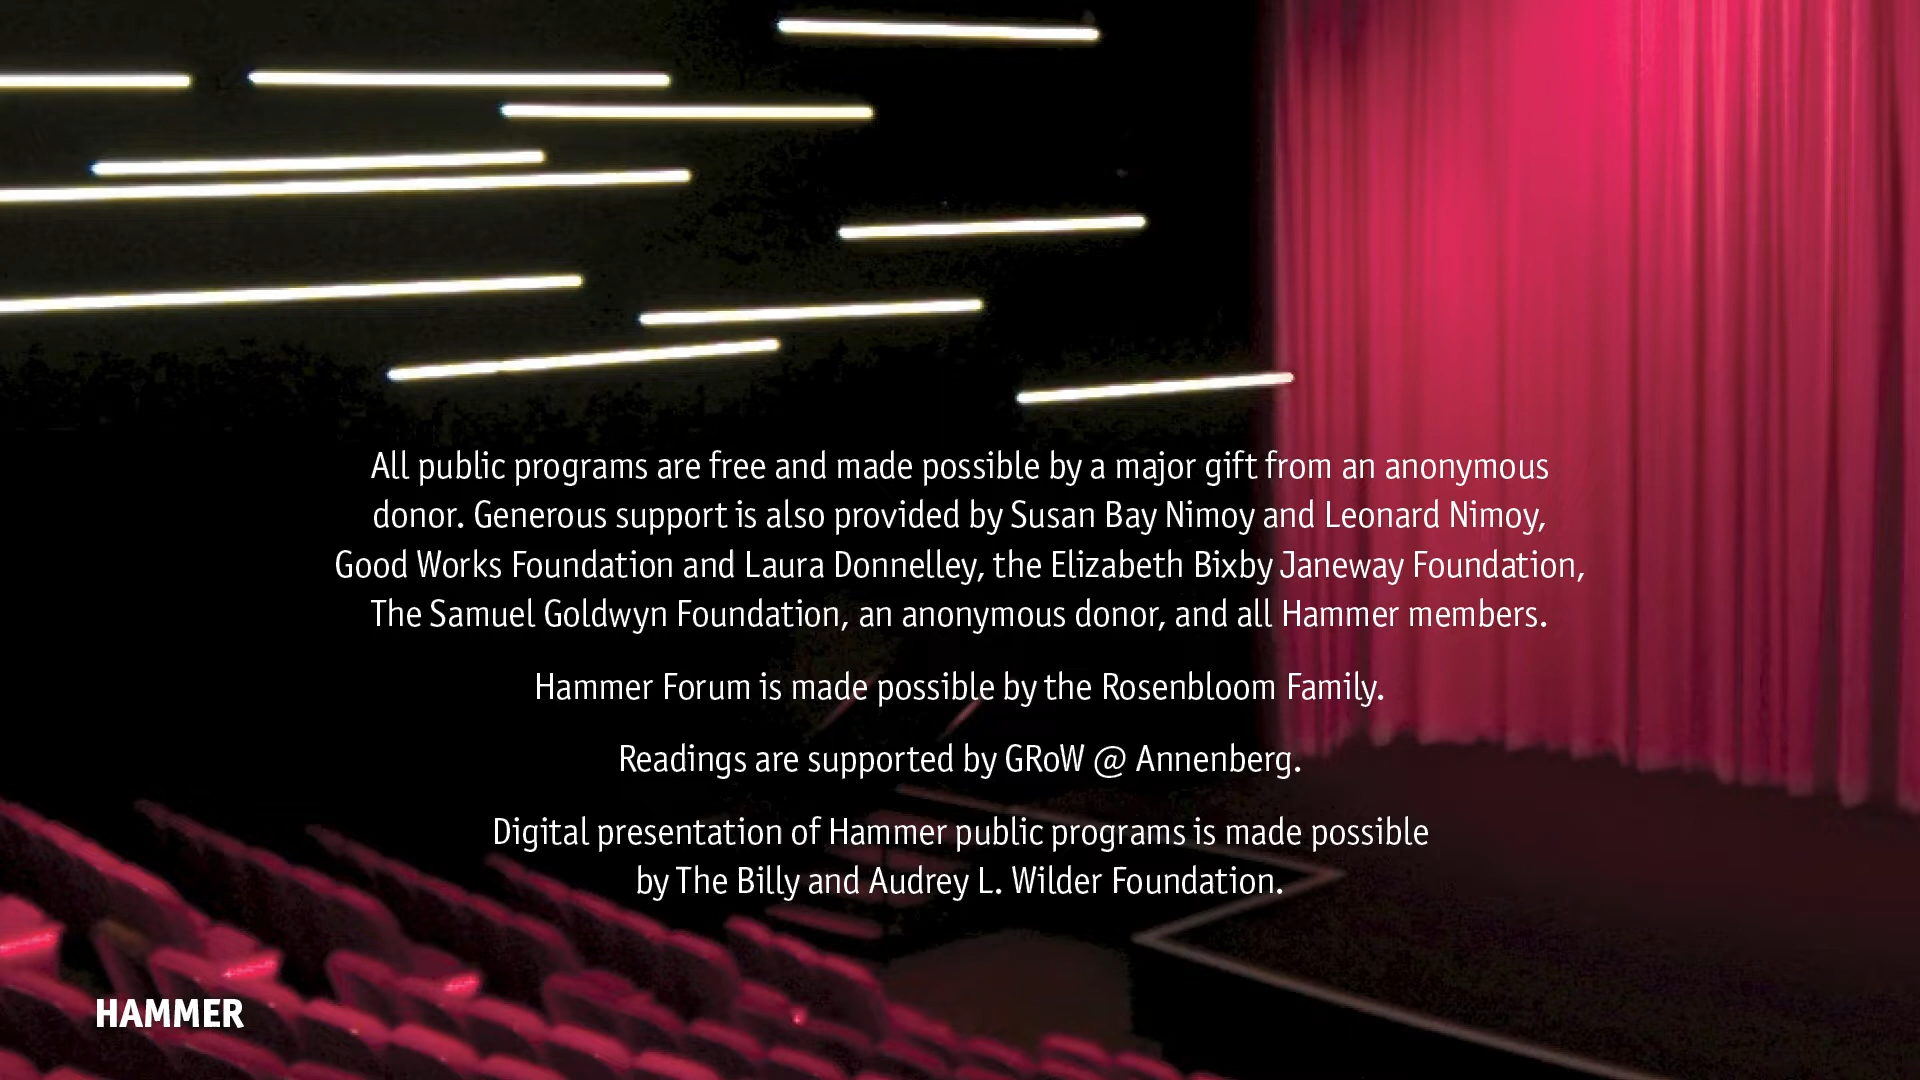 All public programs are free and made possible by a major gift from an anonymous
donor. Generous support is also provided by Susan Bay Nimoy and Leonard Nimoy,
Good Works Foundation and Laura Donnelley, the Elizabeth Bixby Janeway Foundation,
The Samuel Goldwyn Foundation, an anonymous donor, and all Hammer members.
Hammer Forum is made possible by the Rosenbloom Family.
Readings are supported by GRoW @ Annenberg.
Digital presentation of Hammer public programs is made possible
by The Billy and Audrey L. Wilder Foundation.
HAMMER